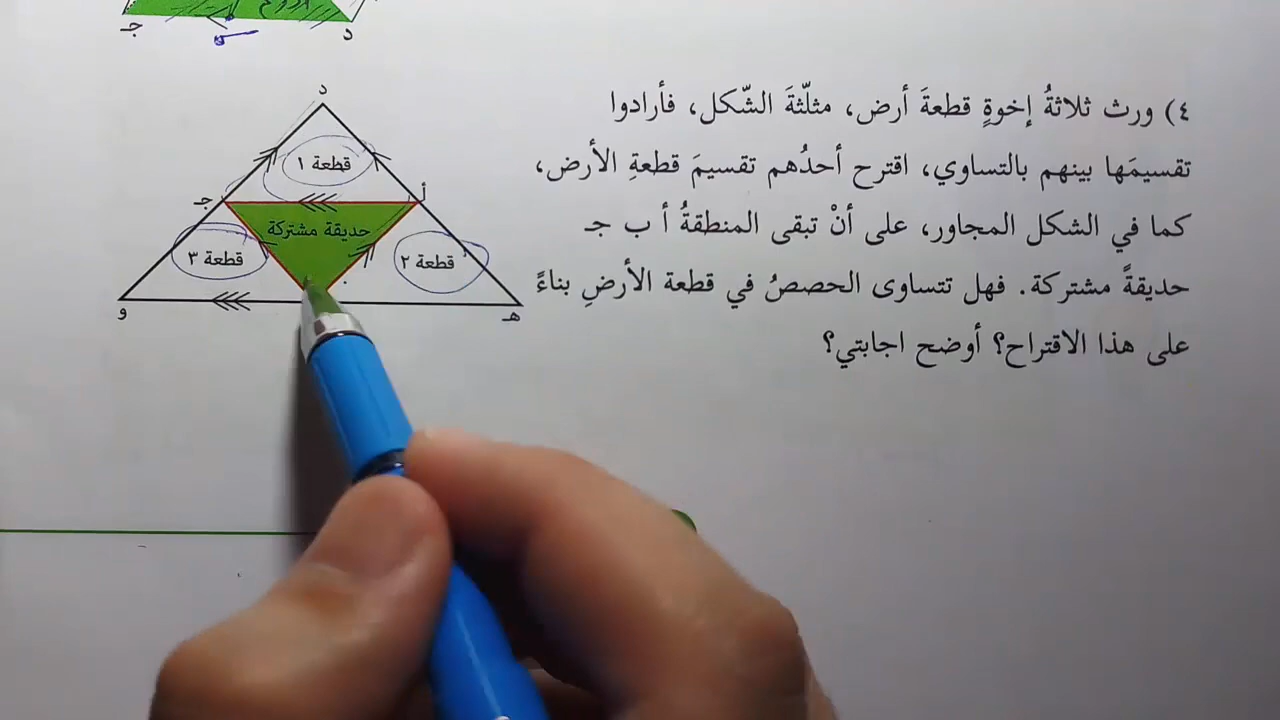 جـ
د
٤) ورث ثلاثةُ إخوةٍ قطعةَ أرض، مثلّثةَ الشّكل، فأرادوا
تقسيمَها بينهم بالتساوي، اقترح أحدُهم تقسيمَ قطعةِ الأرض،
كما في الشكل المجاور، على أنْ تبقى المنطقةُ أ ب جـ
حديقةً مشتركة. فهل تتساوى الحصصُ في قطعة الأرضِ بناءً
على هذا الاقتراح؟ أوضح اجابتي؟
د
قطعة ١
أ
جـ
حديقة مشتركة
قطعة ٢
قطعة ٣
هـ
و